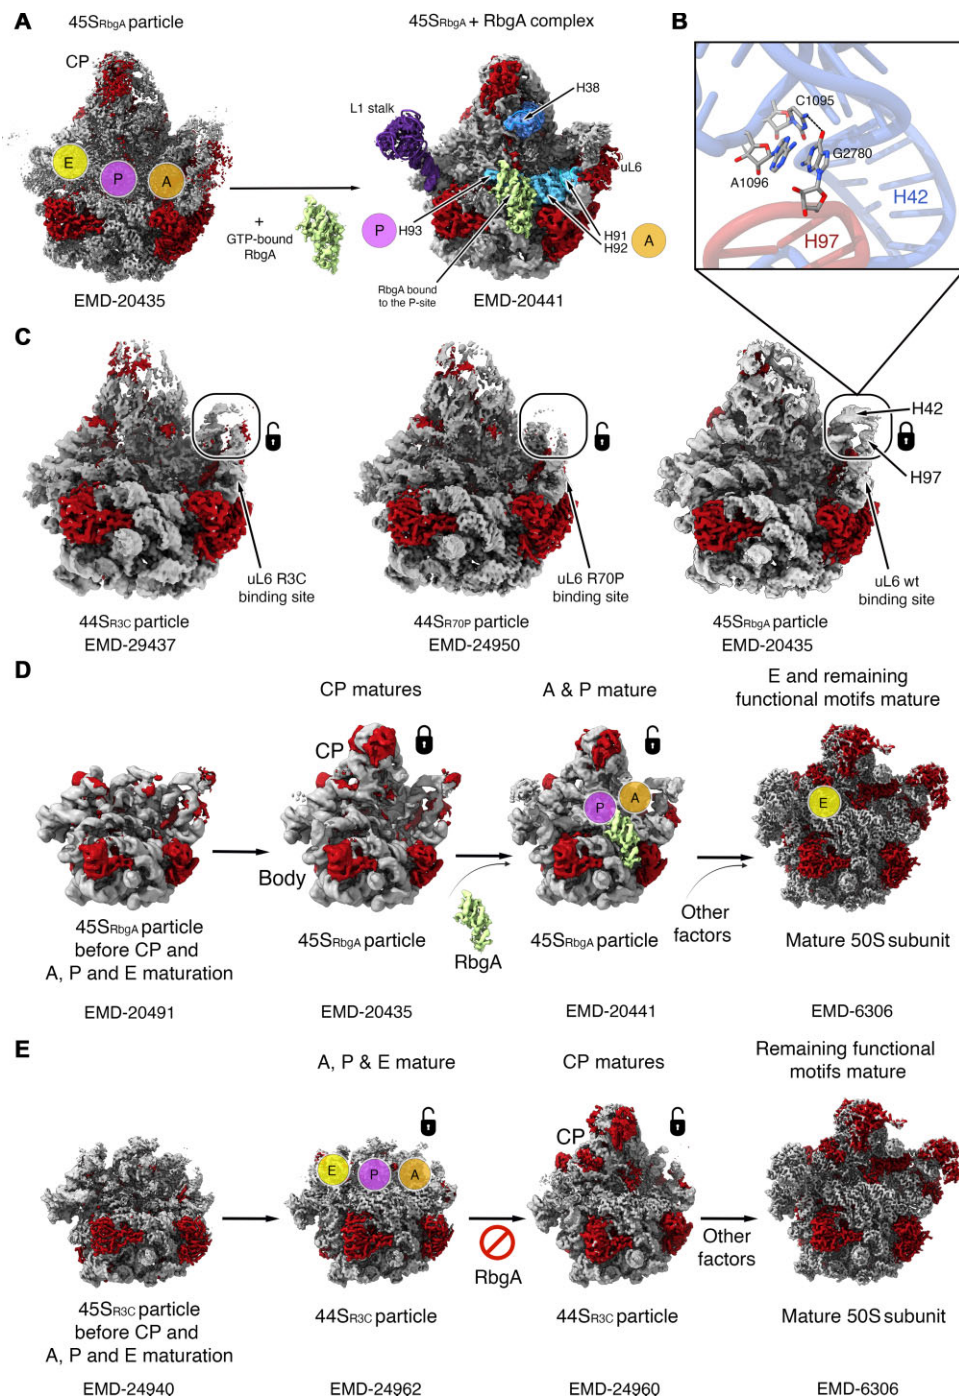 A
45SRbgA particle
45SRbgA + RbgA complex
B
CP
L1 stalk
H38
E
P
A
uL6
+
GTP-bound
RbgA
P
H93
H91
H92
A
RbgA bound
to the P-site
EMD-20435
EMD-20441
C1095
G2780
A1096
H42
H97
C
H42
H97
uL6 R3C
binding site
uL6 R70P
binding site
uL6 wt
binding site
44SR3C particle
EMD-29437
44SR70P particle
EMD-24950
45SRbgA particle
EMD-20435
D
CP matures
A & P mature
E and remaining
functional motifs mature
CP
P
A
E
Body
RbgA
Other
factors
45SRbgA particle
before CP and
A, P and E maturation
45SRbgA particle
45SRbgA particle
Mature 50S subunit
EMD-20491
EMD-20435
EMD-20441
EMD-6306
E
A, P & E mature
CP matures
Remaining functional
motifs mature
E
P
A
CP
RbgA
Other
factors
45SR3C particle
before CP and
A, P and E maturation
44SR3C particle
44SR3C particle
Mature 50S subunit
EMD-24940
EMD-24962
EMD-24960
EMD-6306